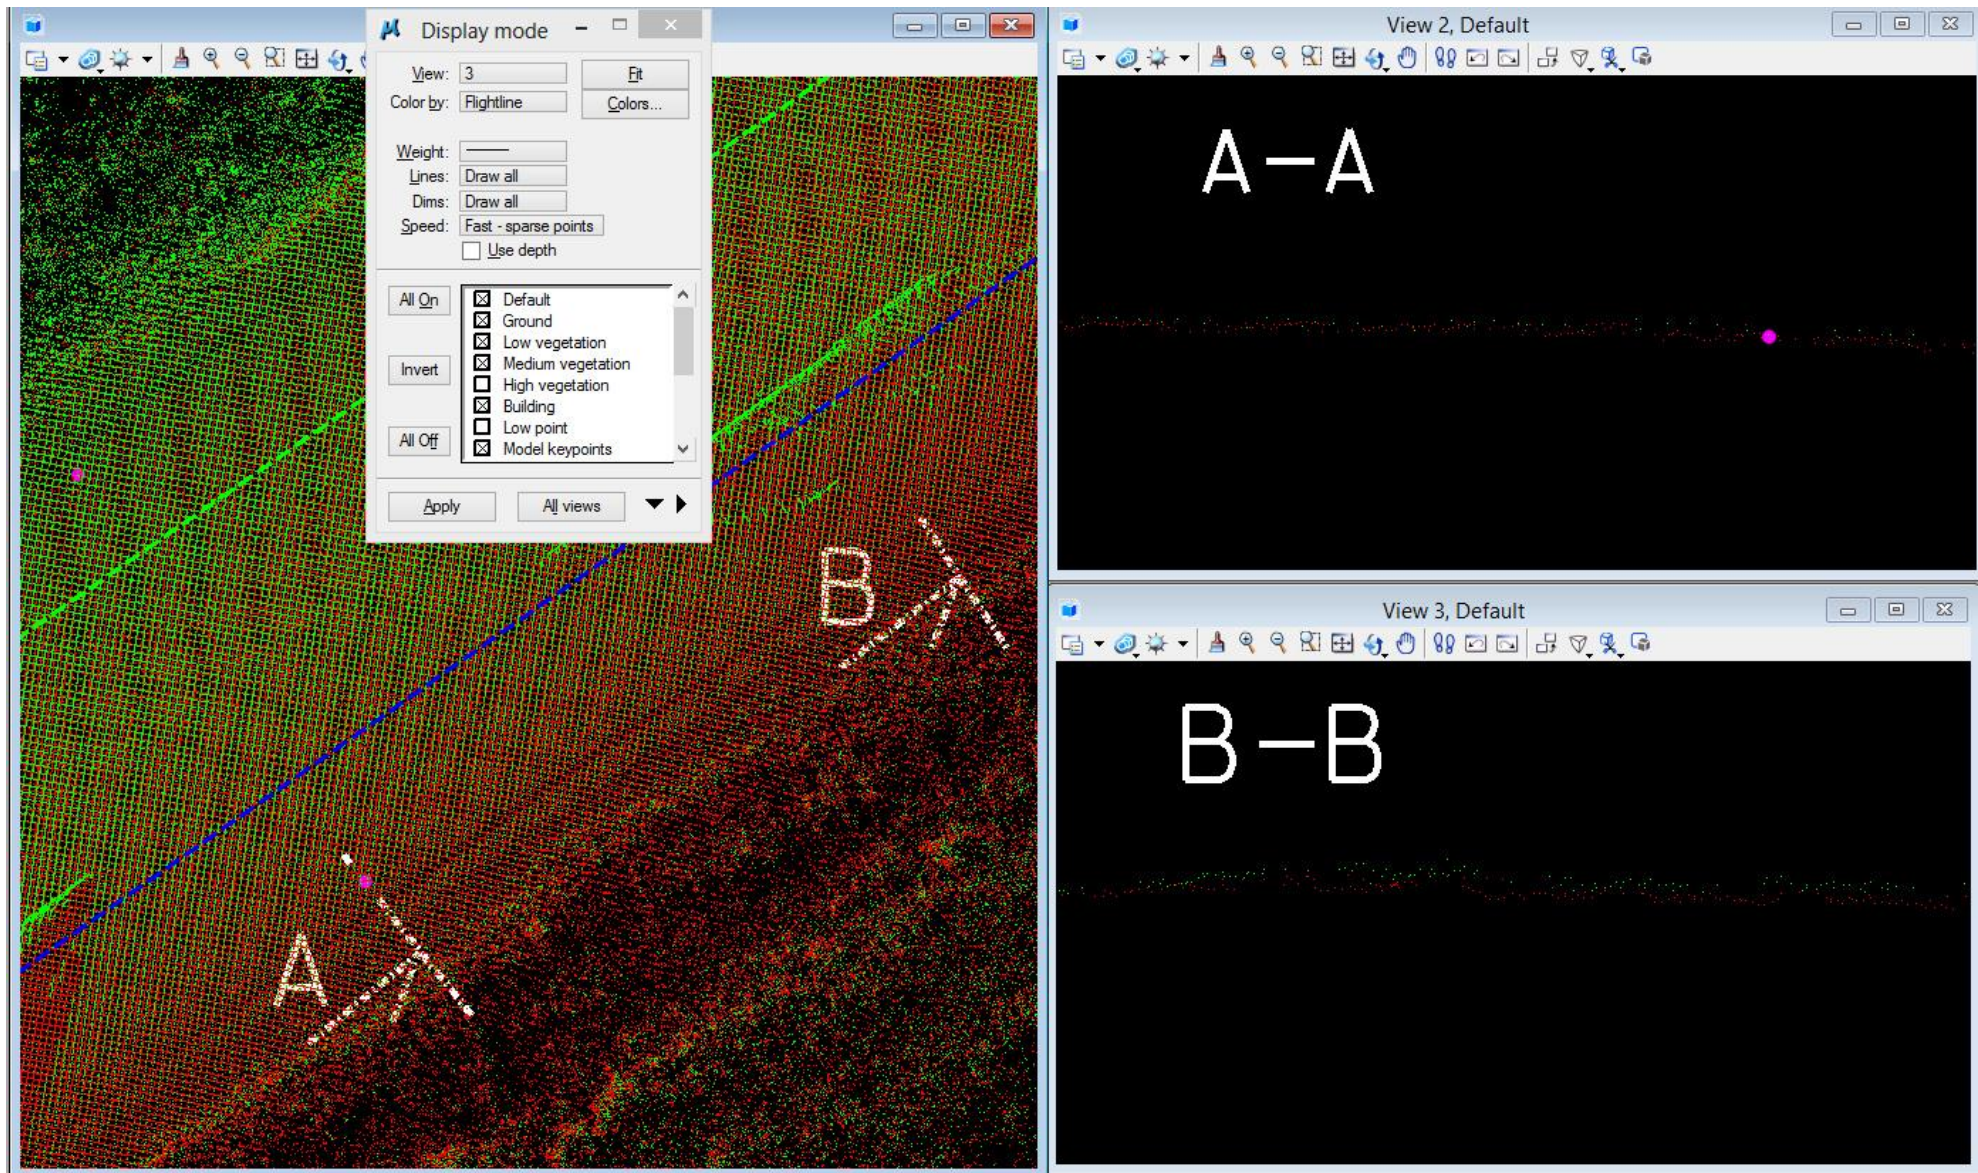 Display mode
View: 3 Fit
Color by: Flightline Colors...
Weight:
Lines: Draw all
Dims: Draw all
Speed: Fast - sparse points
Use depth
All On
Invert
All Off
Default
Ground
Low vegetation
Medium vegetation
High vegetation
Building
Low point
Model keypoints
Apply All views
B
A
View 2, Default
A-A
View 3, Default
B-B